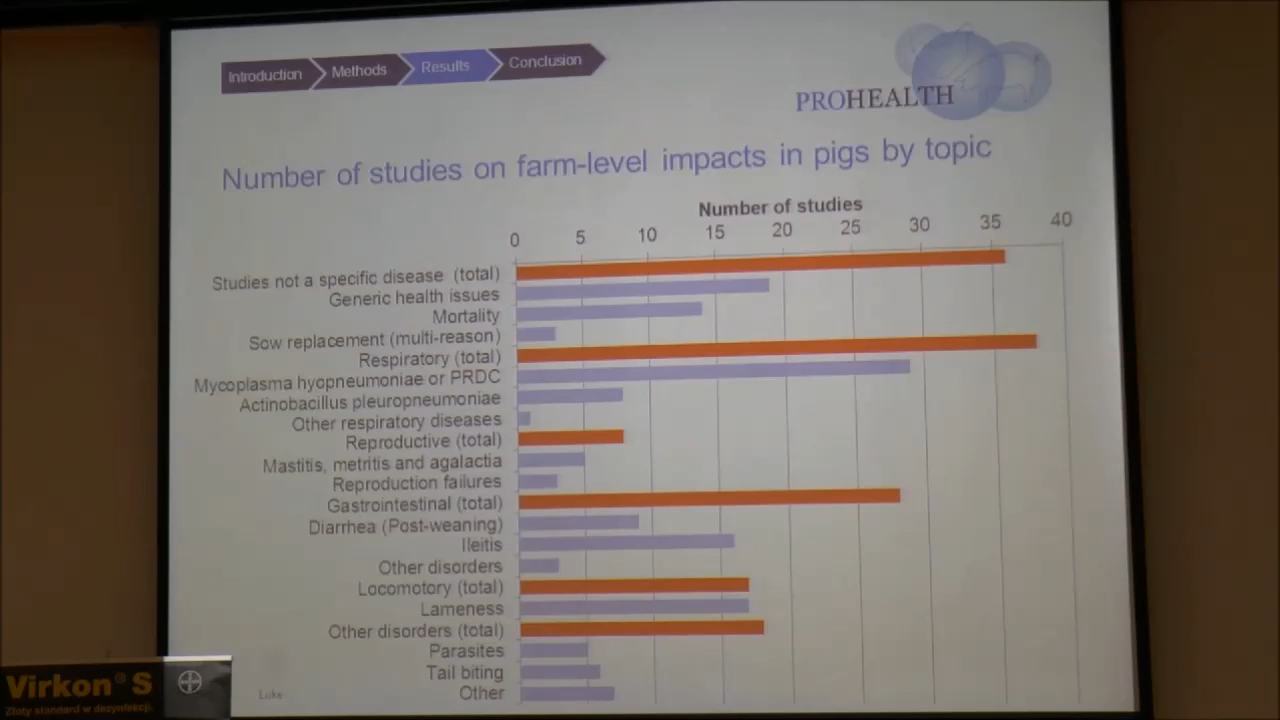 Introduction
Methods
Results
Conclusion
PROHEALTH
Number of studies on farm-level impacts in pigs by topic
Number of studies
0 5 10 15 20 25 30 35 40
Studies not a specific disease (total)
Generic health issues
Mortality
Sow replacement (multi-reason)
Respiratory (total)
Mycoplasma hyopneumoniae or PRDC
Actinobacillus pleuropneumoniae
Other respiratory diseases
Reproductive (total)
Mastitis, metritis and agalactia
Reproduction failures
Gastrointestinal (total)
Diarrhea (Post-weaning)
Ileitis
Other disorders
Locomotory (total)
Lameness
Other disorders (total)
Parasites
Tail biting
Other
Luke
Virkon® S
Złoty standard w dezynfekcji.